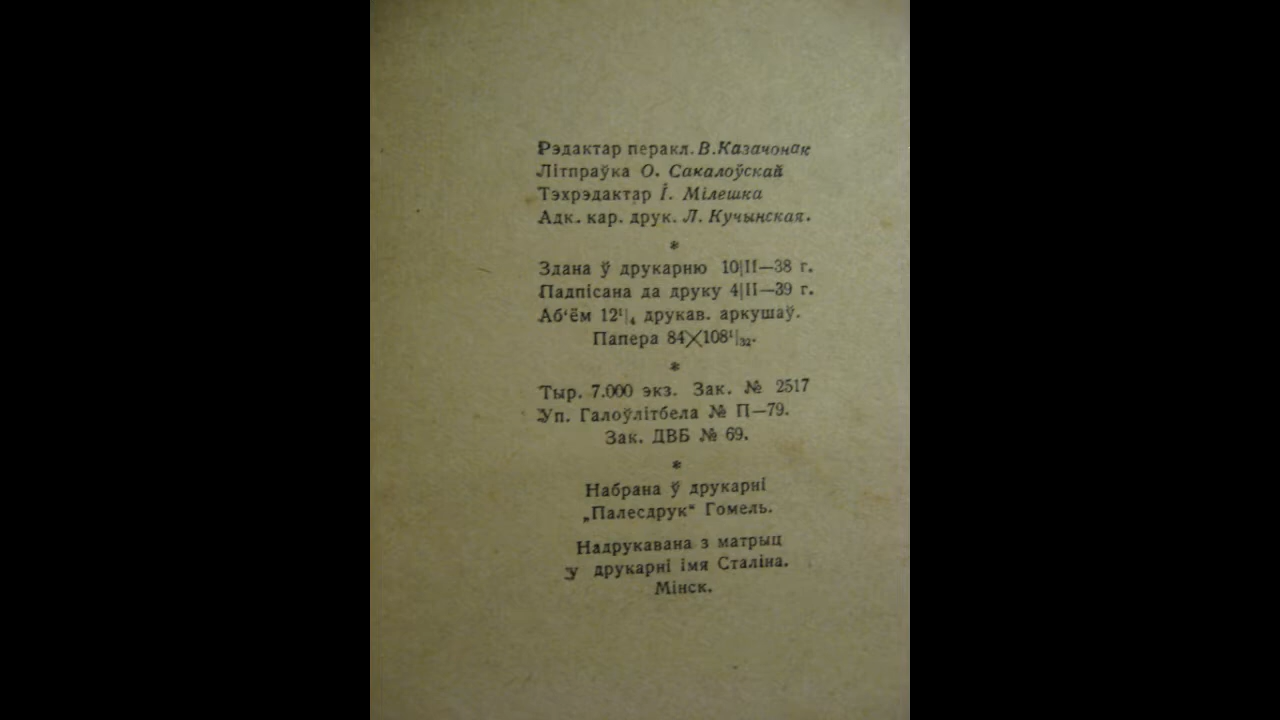 Рэдактар перакл. В. Казачонак
Літпраўка О. Сакалоўскай
Тэхрэдактар І. Мілешка
Адк. кар. друк. Л. Кучынская.
*
Здана ў друкарню 10|II—38 г.
Падпісана да друку 4|II—39 г.
Аб'ём 12¹|₄ друкав. аркушаў.
Папера 84×108¹|₃₂.
*
Тыр. 7.000 экз. Зак. № 2517
Уп. Галоўлітбела № П—79.
Зак. ДВБ № 69.
*
Набрана ў друкарні
„Палесдрук“ Гомель.
Надрукавана з матрыц
у друкарні імя Сталіна.
Мінск.